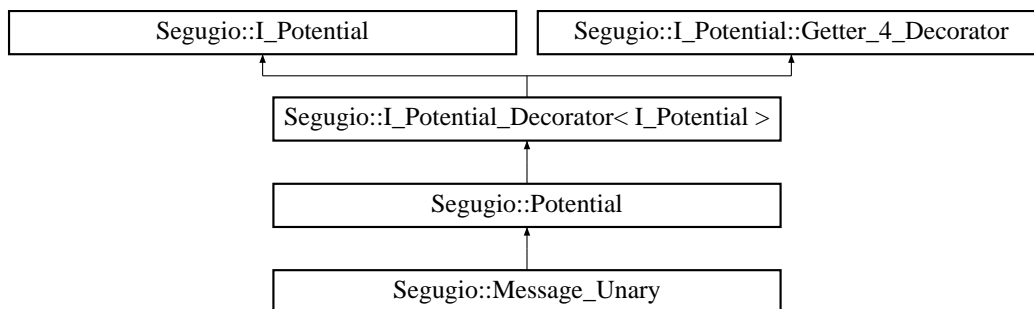 Segugio::I_Potential
Segugio::I_Potential::Getter_4_Decorator
Segugio::I_Potential_Decorator< I_Potential >
Segugio::Potential
Segugio::Message_Unary